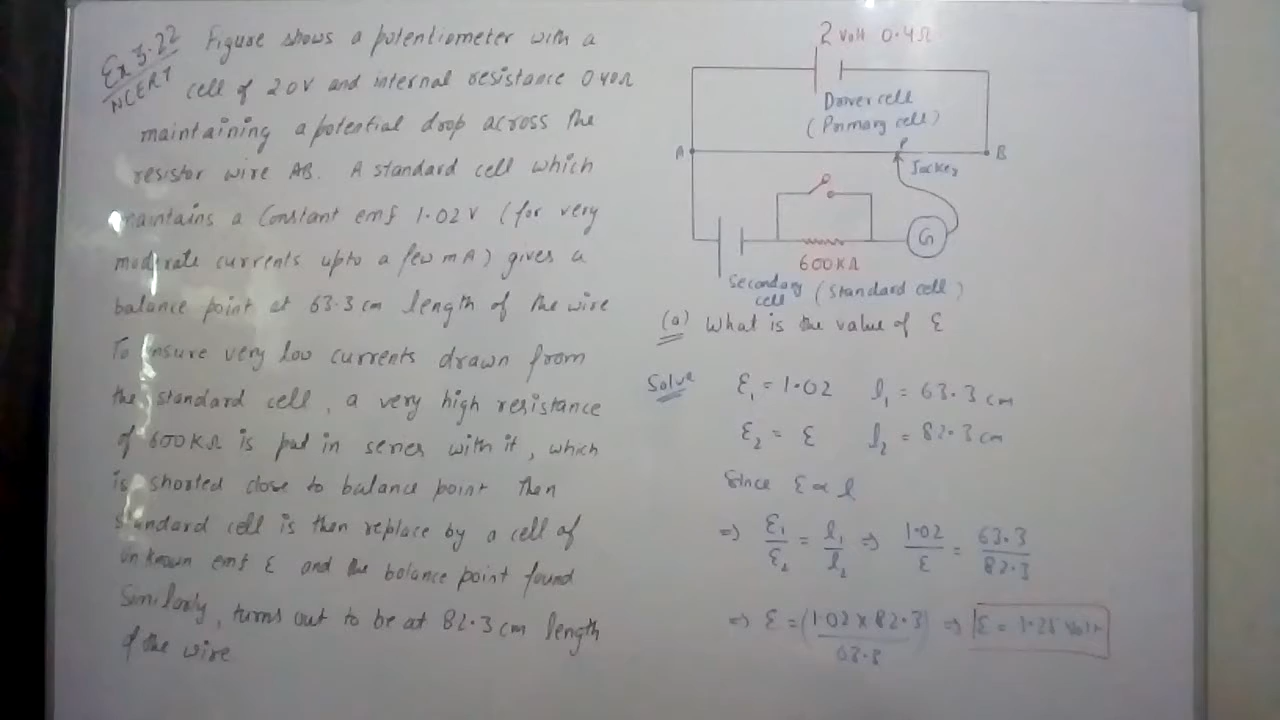 Ex 3.22
NCERT
Figure shows a potentiometer with a
cell of 2 0 V and internal resistance 0 40Ω
maintaining a potential drop across the
resistor wire AB. A standard cell which
maintains a Constant emf 1.02 V (for very
moderate currents upto a few mA) gives a
balance point at 63.3 cm length of the wire
To ensure very low currents drawn from
the standard cell, a very high resistance
of 600KΩ is put in series with it, which
is shorted close to balance point Then
standard cell is then replace by a cell of
unknown emf ε and the balance point found
Similarly, turns out to be at 82.3 cm length
of the wire
2 volt 0.4Ω
Driver cell
(Primary cell)
A
P
B
Jockey
G
600KΩ
Secondary
cell (Standard cell)
(a) What is the value of ε
Solve
ε₁ = 1.02 l₁ = 63.3 cm
ε₂ = ε l₂ = 82.3 cm
Since ε ∝ l
⇒ ε₁/ε₂ = l₁/l₂ ⇒ 1.02/ε = 63.3/82.3
⇒ ε = (1.02 x 82.3)/63.3 ⇒ ε = 1.25 volt